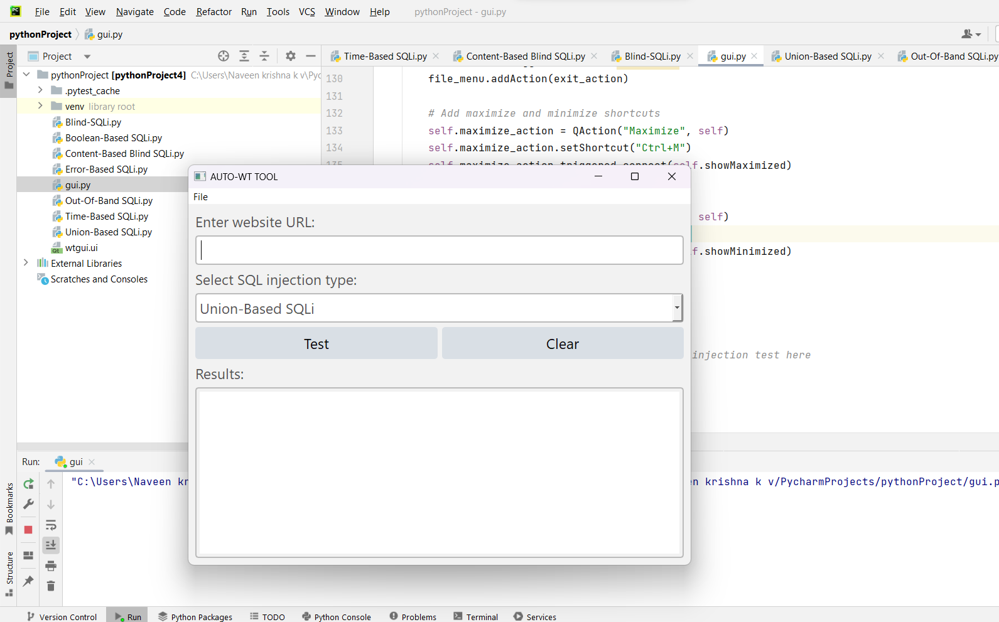 File Edit View Navigate Code Refactor Run Tools VCS Window Help pythonProject - gui.py
pythonProject gui.py
Project
Project
Time-Based SQLi.py Content-Based Blind SQLi.py Blind-SQLi.py gui.py Union-Based SQLi.py Out-Of-Band SQLi.py
pythonProject [pythonProject4] C:\Users\Naveen krishna k v\Pyc
.pytest_cache
venv library root
Blind-SQLi.py
Boolean-Based SQLi.py
Content-Based Blind SQLi.py
Error-Based SQLi.py
gui.py
Out-Of-Band SQLi.py
Time-Based SQLi.py
Union-Based SQLi.py
wtgui.ui
External Libraries
Scratches and Consoles
130 file_menu.addAction(exit_action)
131
132 # Add maximize and minimize shortcuts
133 self.maximize_action = QAction("Maximize", self)
134 self.maximize_action.setShortcut("Ctrl+M")
135 self.maximize_action.triggered.connect(self.showMaximized)
self)
f.showMinimized)
injection test here
AUTO-WT TOOL
File
Enter website URL:
Select SQL injection type:
Union-Based SQLi
Test Clear
Results:
Run: gui
"C:\Users\Naveen kr
en krishna k v/PycharmProjects/pythonProject/gui.p
Bookmarks
Structure
Version Control Run Python Packages TODO Python Console Problems Terminal Services